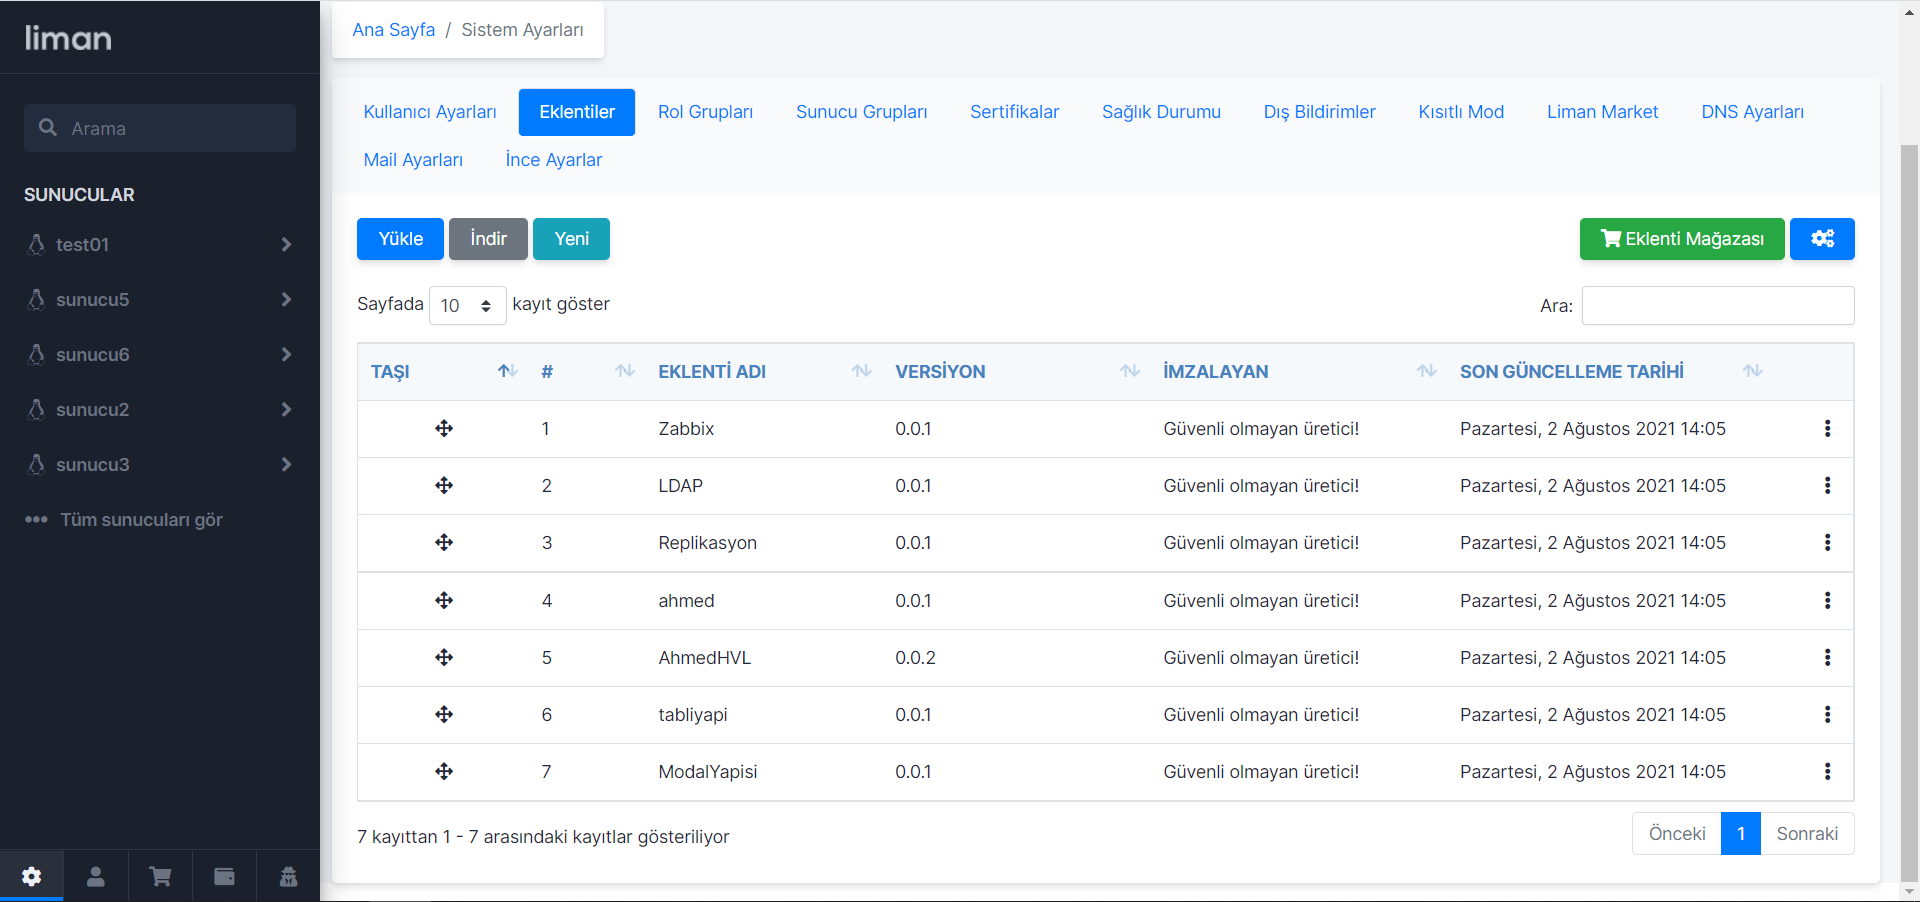 liman
Arama
SUNUCULAR
test01
sunucu5
sunucu6
sunucu2
sunucu3
Tüm sunucuları gör
Ana Sayfa / Sistem Ayarları
Kullanıcı Ayarları Eklentiler Rol Grupları Sunucu Grupları Sertifikalar Sağlık Durumu Dış Bildirimler Kısıtlı Mod Liman Market DNS Ayarları
Mail Ayarları İnce Ayarlar
Yükle İndir Yeni Eklenti Mağazası
Sayfada 10 kayıt göster Ara:
TAŞI # EKLENTİ ADI VERSİYON İMZALAYAN SON GÜNCELLEME TARİHİ
1 Zabbix 0.0.1 Güvenli olmayan üretici! Pazartesi, 2 Ağustos 2021 14:05
2 LDAP 0.0.1 Güvenli olmayan üretici! Pazartesi, 2 Ağustos 2021 14:05
3 Replikasyon 0.0.1 Güvenli olmayan üretici! Pazartesi, 2 Ağustos 2021 14:05
4 ahmed 0.0.1 Güvenli olmayan üretici! Pazartesi, 2 Ağustos 2021 14:05
5 AhmedHVL 0.0.2 Güvenli olmayan üretici! Pazartesi, 2 Ağustos 2021 14:05
6 tabliyapi 0.0.1 Güvenli olmayan üretici! Pazartesi, 2 Ağustos 2021 14:05
7 ModalYapisi 0.0.1 Güvenli olmayan üretici! Pazartesi, 2 Ağustos 2021 14:05
7 kayıttan 1 - 7 arasındaki kayıtlar gösteriliyor
Önceki 1 Sonraki